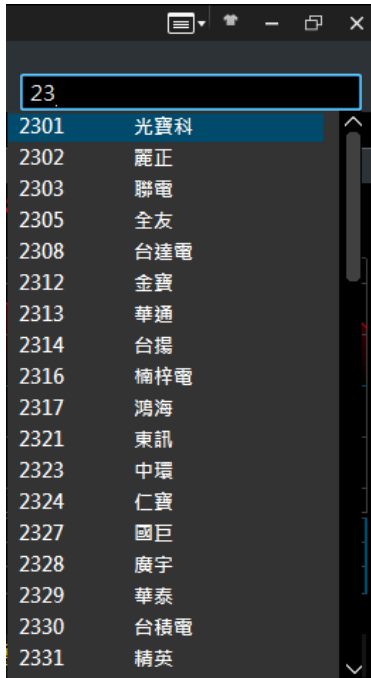 23
2301 光寶科
2302 麗正
2303 聯電
2305 全友
2308 台達電
2312 金寶
2313 華通
2314 台揚
2316 楠梓電
2317 鴻海
2321 東訊
2323 中環
2324 仁寶
2327 國巨
2328 廣宇
2329 華泰
2330 台積電
2331 精英